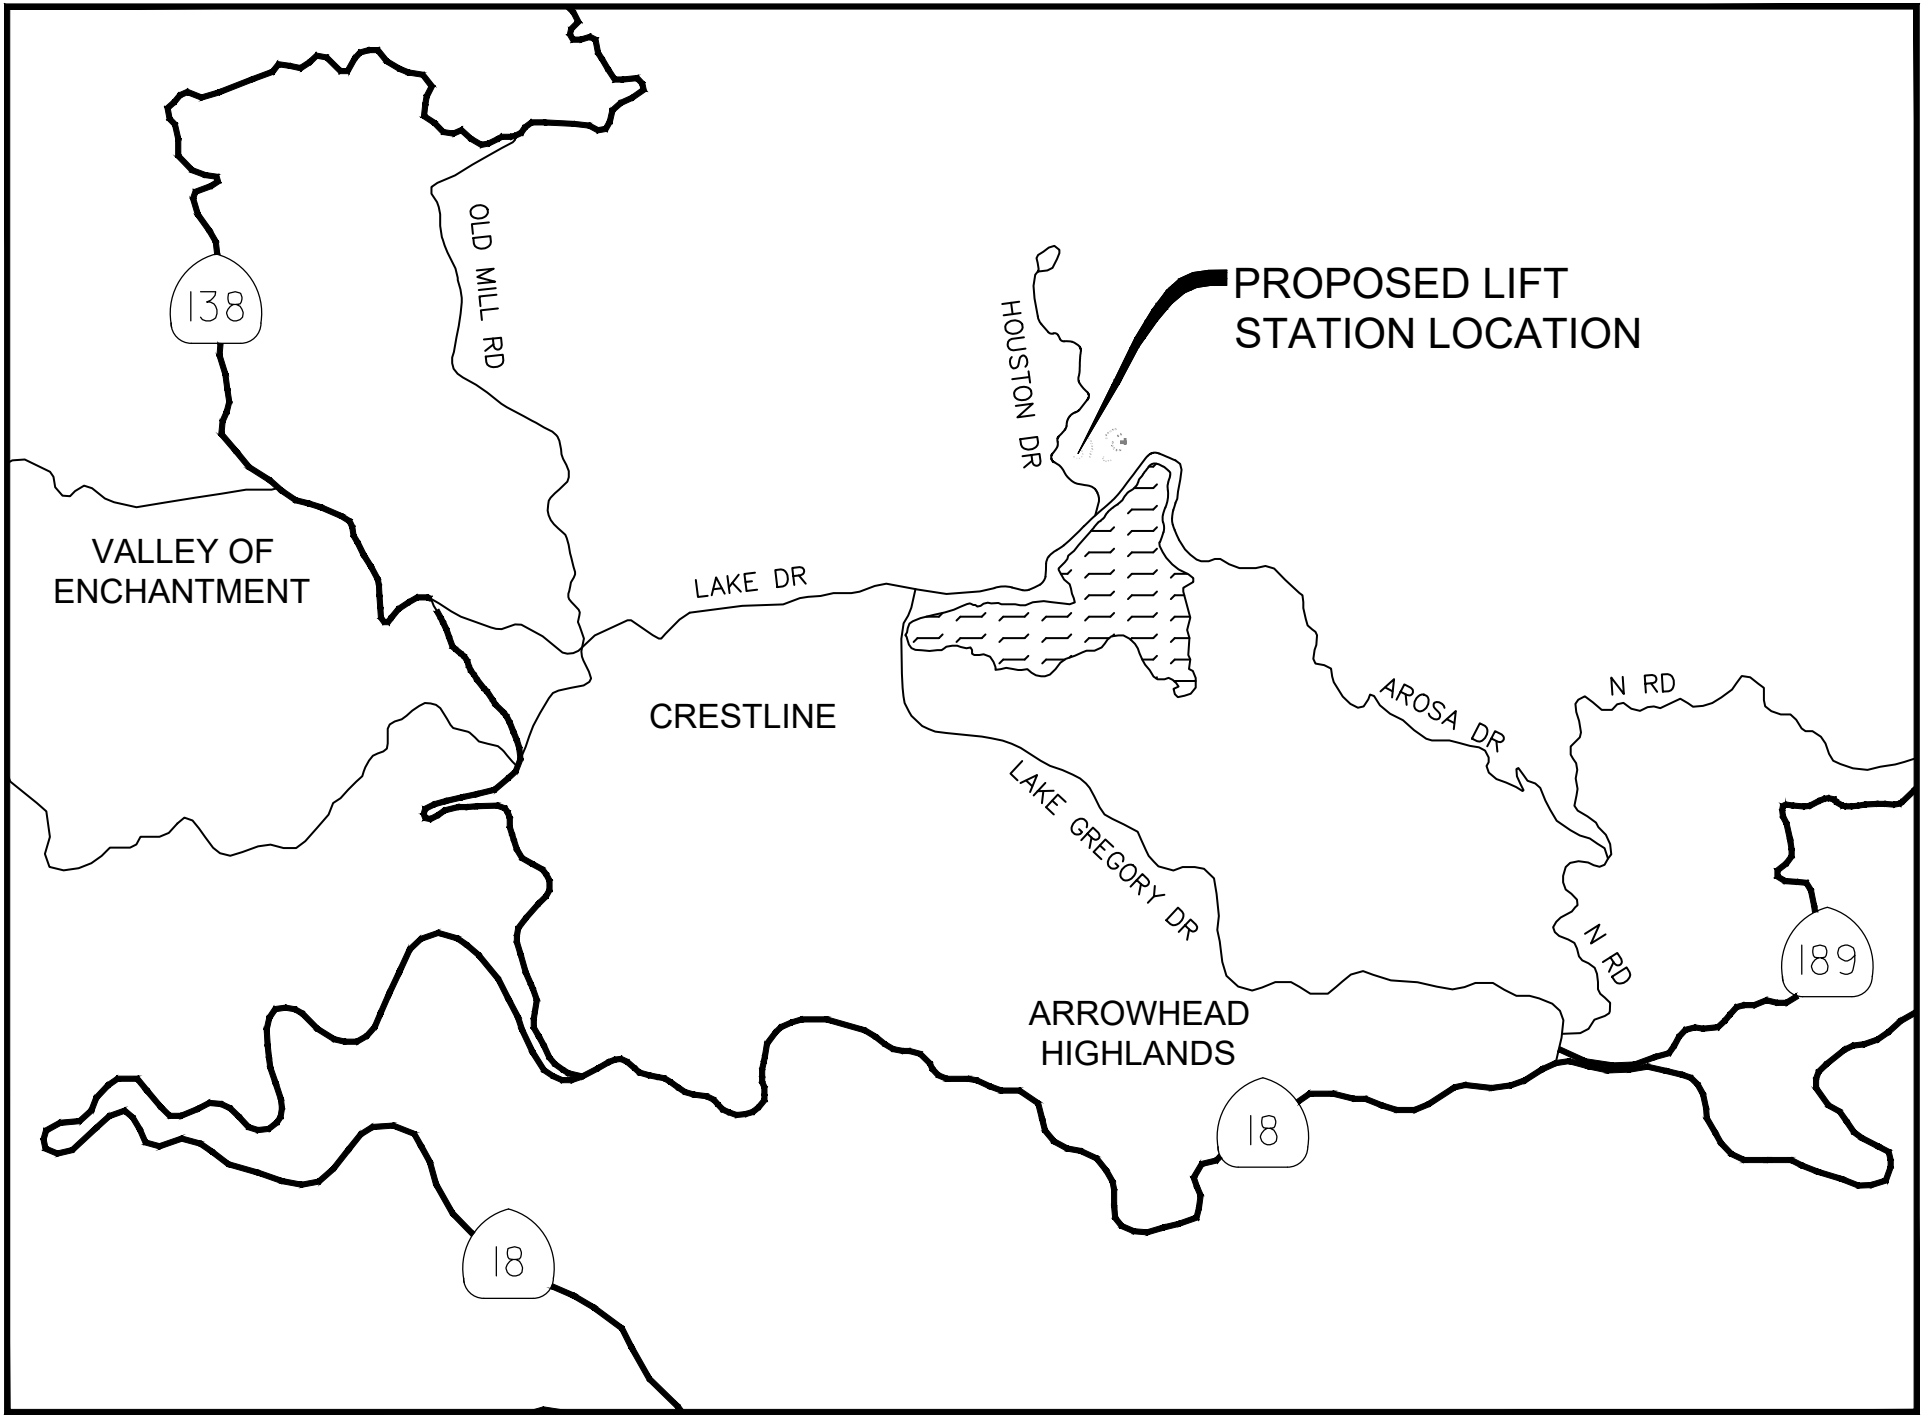 138
OLD MILL RD
HOUSTON DR
PROPOSED LIFT
STATION LOCATION
VALLEY OF
ENCHANTMENT
LAKE DR
CRESTLINE
AROSA DR
N RD
LAKE GREGORY DR
N RD
189
ARROWHEAD
HIGHLANDS
18
18